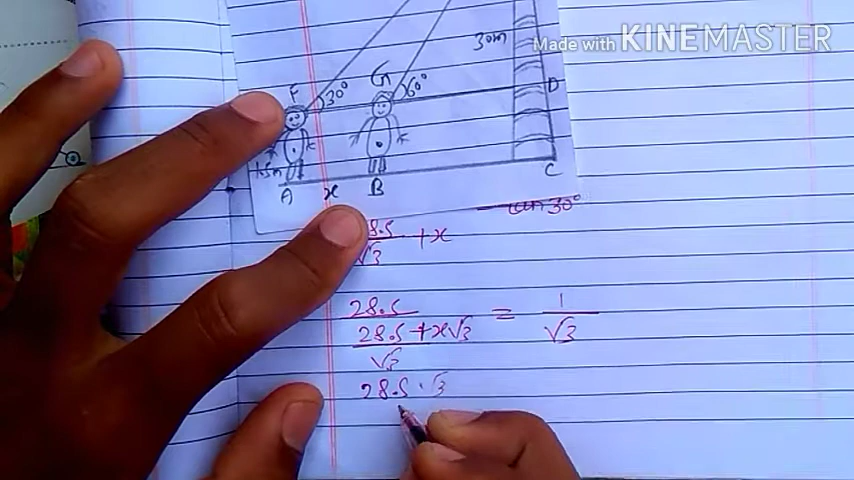 Made with KINEMASTER
30m
F 30° G 60°
D
1.5m
A x B C
tan 30°
28.5 / √3 + x
28.5 / (28.5 + x√3 / √3) = 1 / √3
28.5 · √3